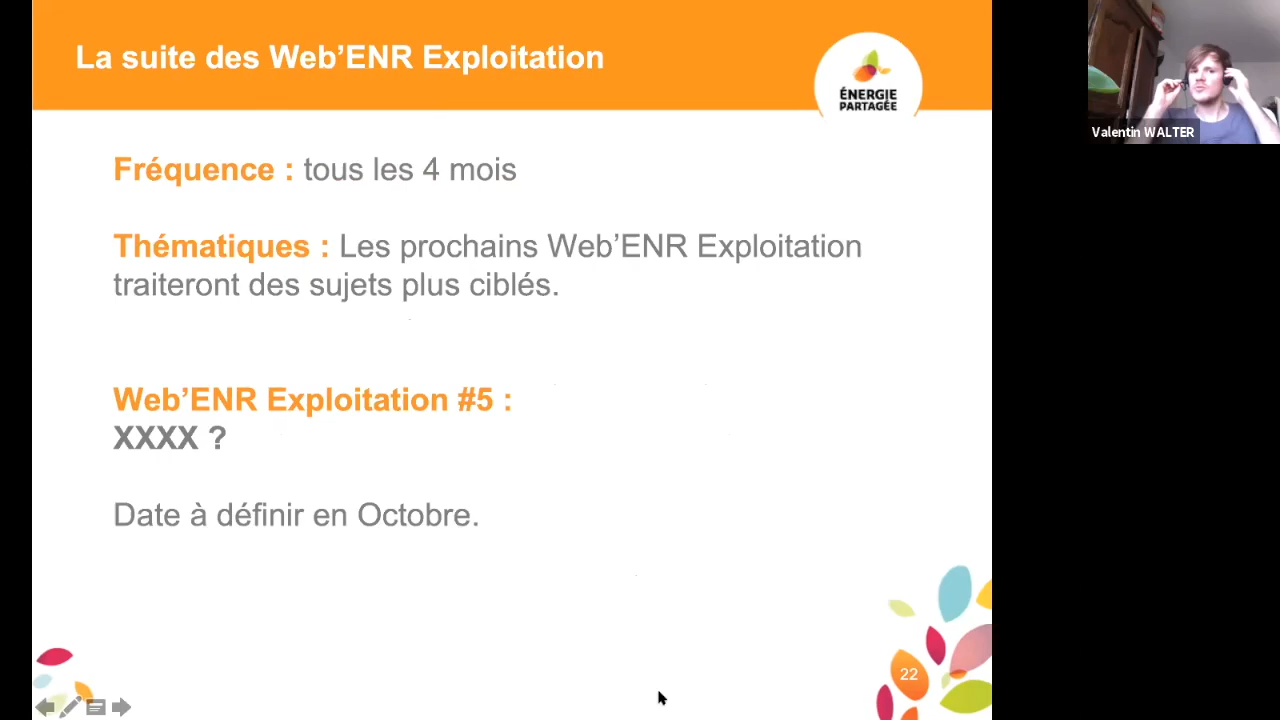 La suite des Web’ENR Exploitation
ÉNERGIE
PARTAGÉE
Valentin WALTER
Fréquence : tous les 4 mois
Thématiques : Les prochains Web’ENR Exploitation
traiteront des sujets plus ciblés.
Web’ENR Exploitation #5 :
XXXX ?
Date à définir en Octobre.
22